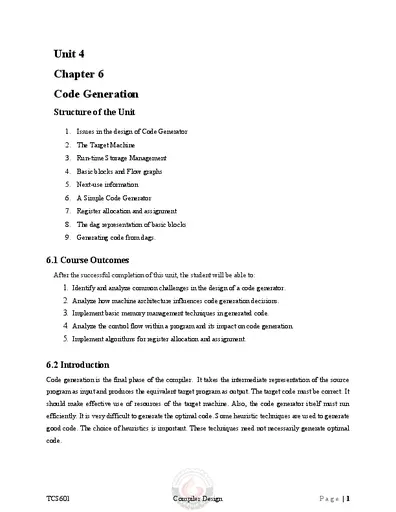 Unit 4
Chapter 6
Code Generation
Structure of the Unit
1. Issues in the design of Code Generator
2. The Target Machine
3. Run-time Storage Management
4. Basic blocks and Flow graphs
5. Next-use information
6. A Simple Code Generator
7. Register allocation and assignment
8. The dag representation of basic blocks
9. Generating code from dags.
6.1 Course Outcomes
After the successful completion of this unit, the student will be able to:
1. Identify and analyze common challenges in the design of a code generator.
2. Analyze how machine architecture influences code generation decisions.
3. Implement basic memory management techniques in generated code.
4. Analyze the control flow within a program and its impact on code generation.
5. Implement algorithms for register allocation and assignment.
6.2 Introduction
Code generation is the final phase of the compiler. It takes the intermediate representation of the source
program as input and produces the equivalent target program as output. The target code must be correct. It
should make effective use of resources of the target machine. Also, the code generator itself must run
efficiently. It is very difficult to generate the optimal code. Some heuristic techniques are used to generate
good code. The choice of heuristics is important. These techniques need not necessarily generate optimal
code.
TCS601 Compiler Design Page | 1